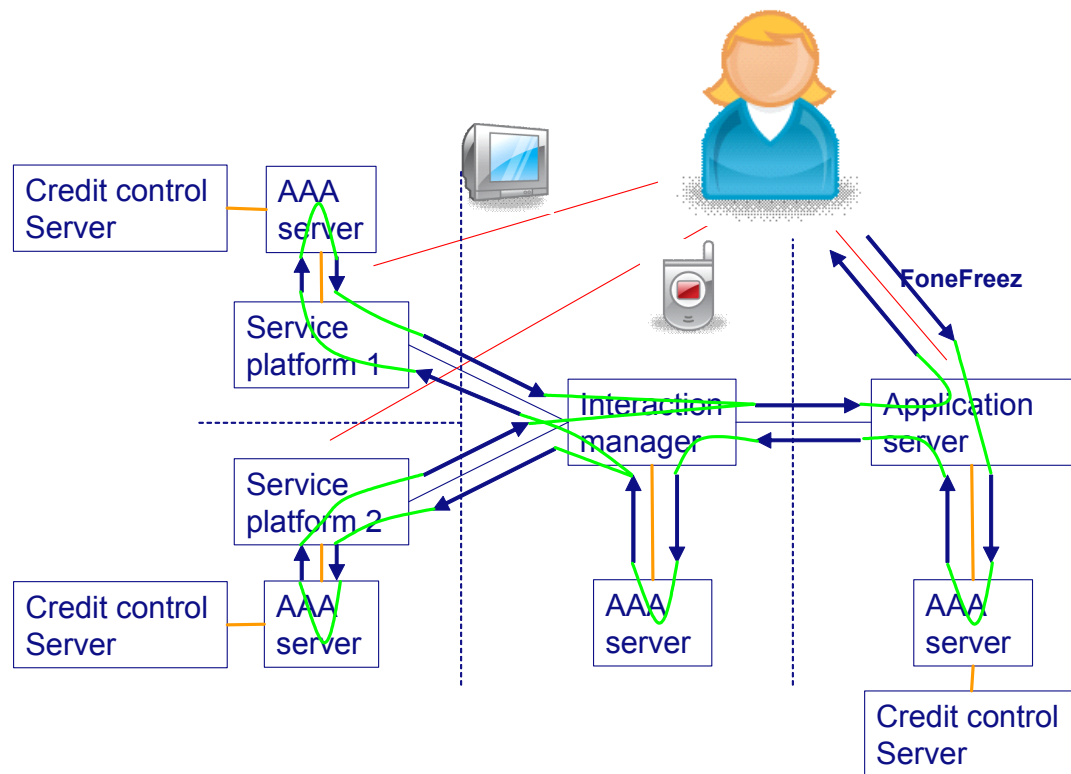 Credit control
Server
AAA
server
FoneFreez
Service
platform 1
Interaction
manager
Application
server
Service
platform 2
Credit control
Server
AAA
server
AAA
server
AAA
server
Credit control
Server